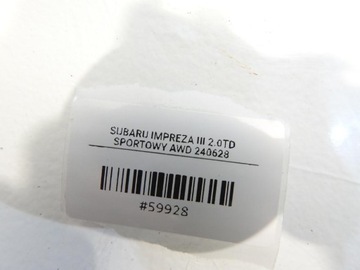 SUBARU IMPREZA III 2.0TD
SPORTOWY AWD 240628
#59928